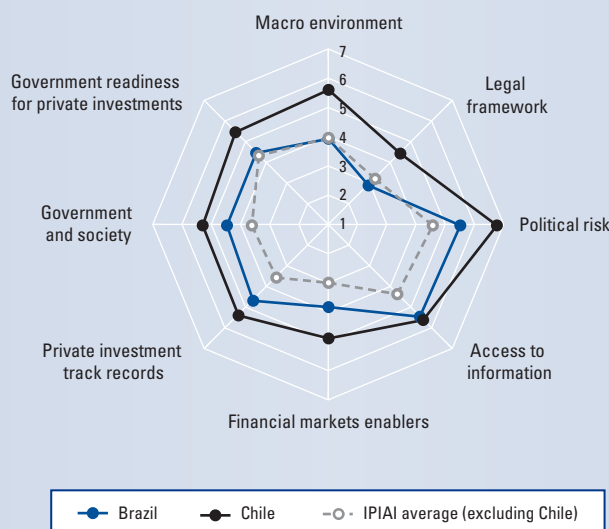 Macro environment
7
6
5
4
3
2
1
Government readiness
for private investments
Legal
framework
Government
and society
Political risk
Private investment
track records
Access to
information
Financial markets enablers
Brazil
Chile
IPIAI average (excluding Chile)